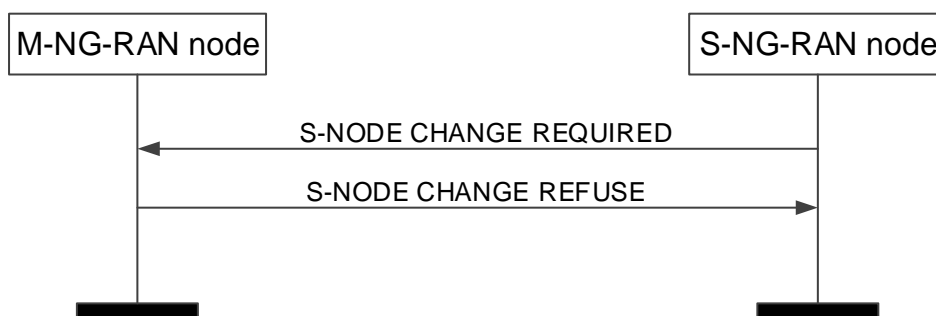 M-NG-RAN node
S-NG-RAN node
S-NODE CHANGE REQUIRED
S-NODE CHANGE REFUSE